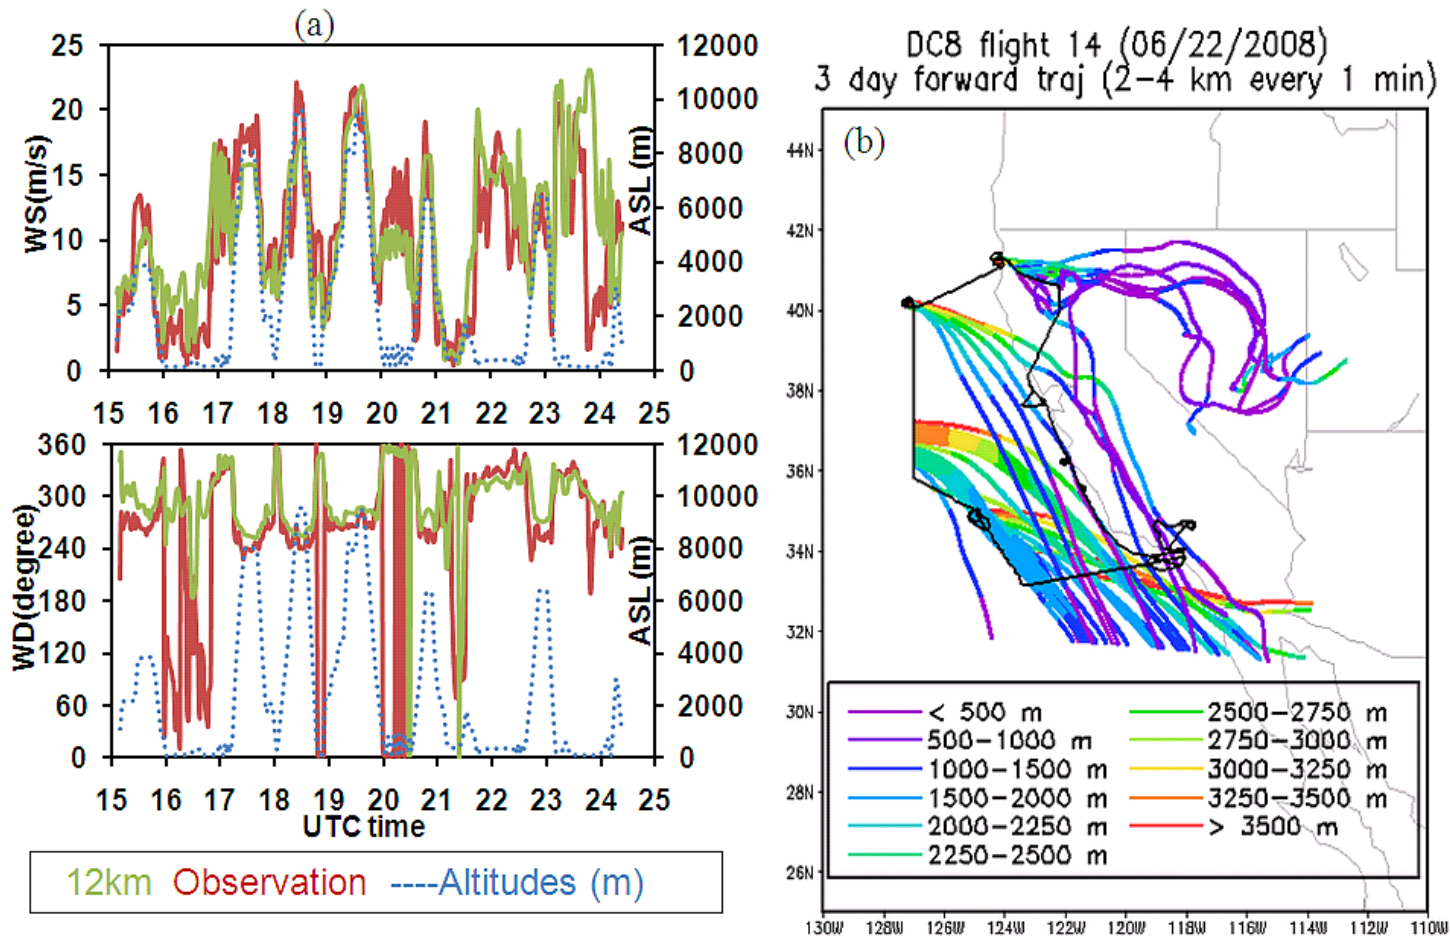 (a)
WS(m/s)
25
20
15
10
5
0
12000
10000
8000
6000
4000
2000
0
ASL (m)
15 16 17 18 19 20 21 22 23 24 25
WD(degree)
360
300
240
180
120
60
0
12000
10000
8000
6000
4000
2000
0
ASL (m)
15 16 17 18 19 20 21 22 23 24 25
UTC time
12km Observation ----Altitudes (m)
DC8 flight 14 (06/22/2008)
3 day forward traj (2-4 km every 1 min)
(b)
44N
42N
40N
38N
36N
34N
32N
30N
28N
26N
< 500 m
500-1000 m
1000-1500 m
1500-2000 m
2000-2250 m
2250-2500 m
2500-2750 m
2750-3000 m
3000-3250 m
3250-3500 m
> 3500 m
130W 128W 126W 124W 122W 120W 118W 116W 114W 112W 110W